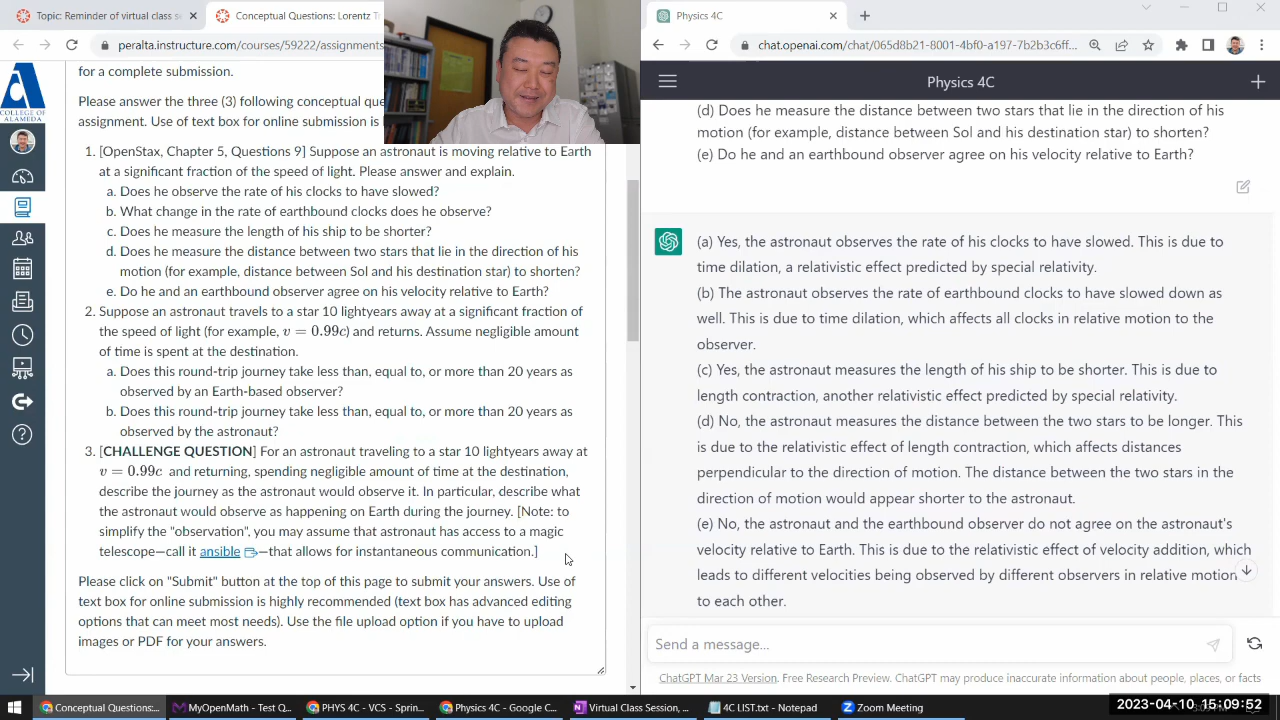 Topic: Reminder of virtual class se
Conceptual Questions: Lorentz Tr
peralta.instructure.com/courses/59222/assignments
COLLEGE OF
ALAMEDA
for a complete submission.
Please answer the three (3) following conceptual que
assignment. Use of text box for online submission is
1. [OpenStax, Chapter 5, Questions 9] Suppose an astronaut is moving relative to Earth
at a significant fraction of the speed of light. Please answer and explain.
a. Does he observe the rate of his clocks to have slowed?
b. What change in the rate of earthbound clocks does he observe?
c. Does he measure the length of his ship to be shorter?
d. Does he measure the distance between two stars that lie in the direction of his
motion (for example, distance between Sol and his destination star) to shorten?
e. Do he and an earthbound observer agree on his velocity relative to Earth?
2. Suppose an astronaut travels to a star 10 lightyears away at a significant fraction of
the speed of light (for example, v = 0.99c) and returns. Assume negligible amount
of time is spent at the destination.
a. Does this round-trip journey take less than, equal to, or more than 20 years as
observed by an Earth-based observer?
b. Does this round-trip journey take less than, equal to, or more than 20 years as
observed by the astronaut?
3. [CHALLENGE QUESTION] For an astronaut traveling to a star 10 lightyears away at
v = 0.99c and returning, spending negligible amount of time at the destination,
describe the journey as the astronaut would observe it. In particular, describe what
the astronaut would observe as happening on Earth during the journey. [Note: to
simplify the "observation", you may assume that astronaut has access to a magic
telescope—call it ansible —that allows for instantaneous communication.]
Please click on "Submit" button at the top of this page to submit your answers. Use of
text box for online submission is highly recommended (text box has advanced editing
options that can meet most needs). Use the file upload option if you have to upload
images or PDF for your answers.
Physics 4C
chat.openai.com/chat/065d8b21-8001-4bf0-a197-7b2b3c6ff...
Physics 4C
(d) Does he measure the distance between two stars that lie in the direction of his
motion (for example, distance between Sol and his destination star) to shorten?
(e) Do he and an earthbound observer agree on his velocity relative to Earth?
(a) Yes, the astronaut observes the rate of his clocks to have slowed. This is due to
time dilation, a relativistic effect predicted by special relativity.
(b) The astronaut observes the rate of earthbound clocks to have slowed down as
well. This is due to time dilation, which affects all clocks in relative motion to the
observer.
(c) Yes, the astronaut measures the length of his ship to be shorter. This is due to
length contraction, another relativistic effect predicted by special relativity.
(d) No, the astronaut measures the distance between the two stars to be longer. This
is due to the relativistic effect of length contraction, which affects distances
perpendicular to the direction of motion. The distance between the two stars in the
direction of motion would appear shorter to the astronaut.
(e) No, the astronaut and the earthbound observer do not agree on the astronaut's
velocity relative to Earth. This is due to the relativistic effect of velocity addition, which
leads to different velocities being observed by different observers in relative motion
to each other.
Send a message...
ChatGPT Mar 23 Version. Free Research Preview. ChatGPT may produce inaccurate information about people, places, or facts
Conceptual Questions:...
MyOpenMath - Test Q...
PHYS 4C - VCS - Sprin...
Physics 4C - Google C...
Virtual Class Session, ...
4C LIST.txt - Notepad
Zoom Meeting
2023-04-10 15:09:52